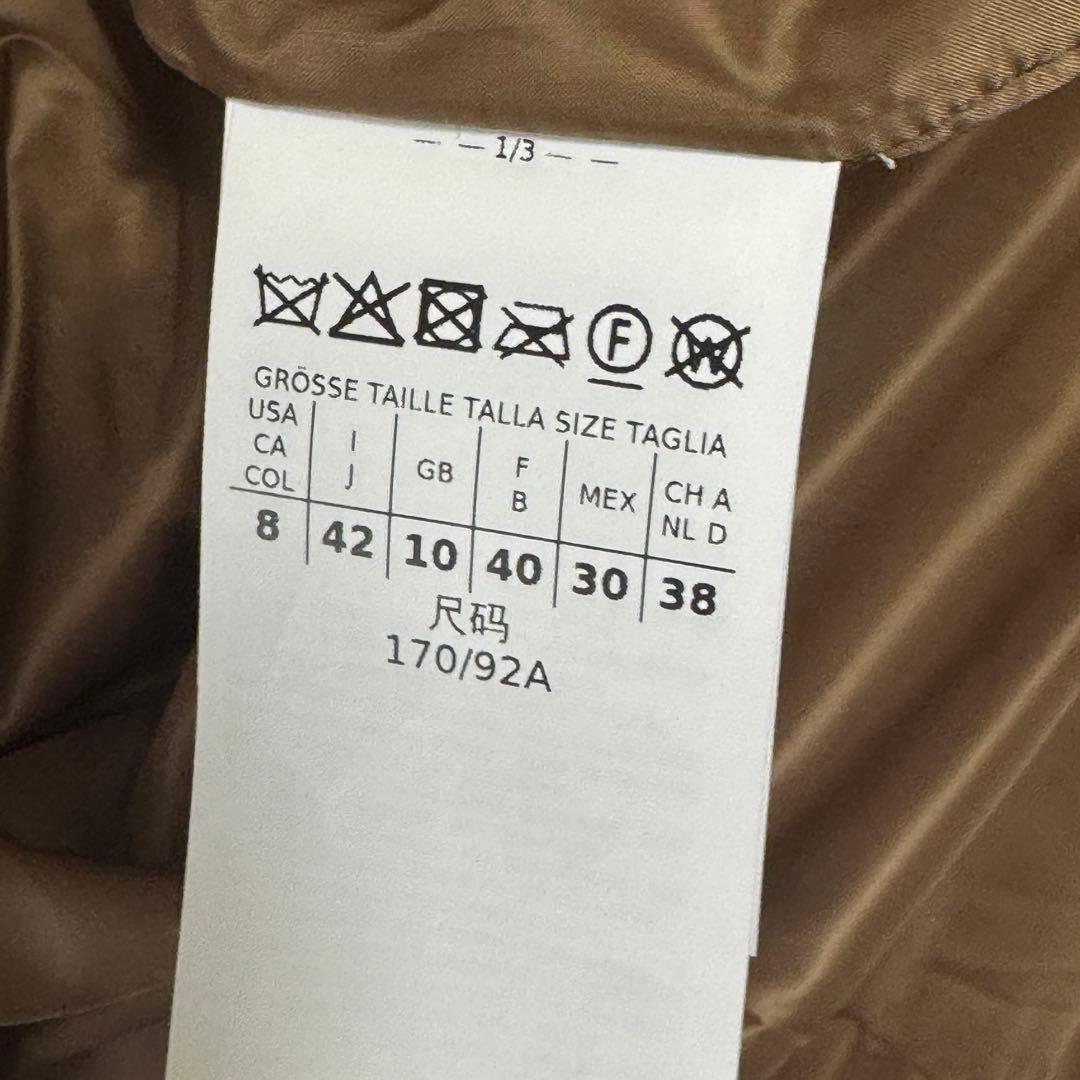 — — 1/3 — —
F W
GRÖSSE TAILLE TALLA SIZE TAGLIA
USA CA COL | I J | GB | F B | MEX | CH A NL D
8 | 42 | 10 | 40 | 30 | 38
尺码
170/92A